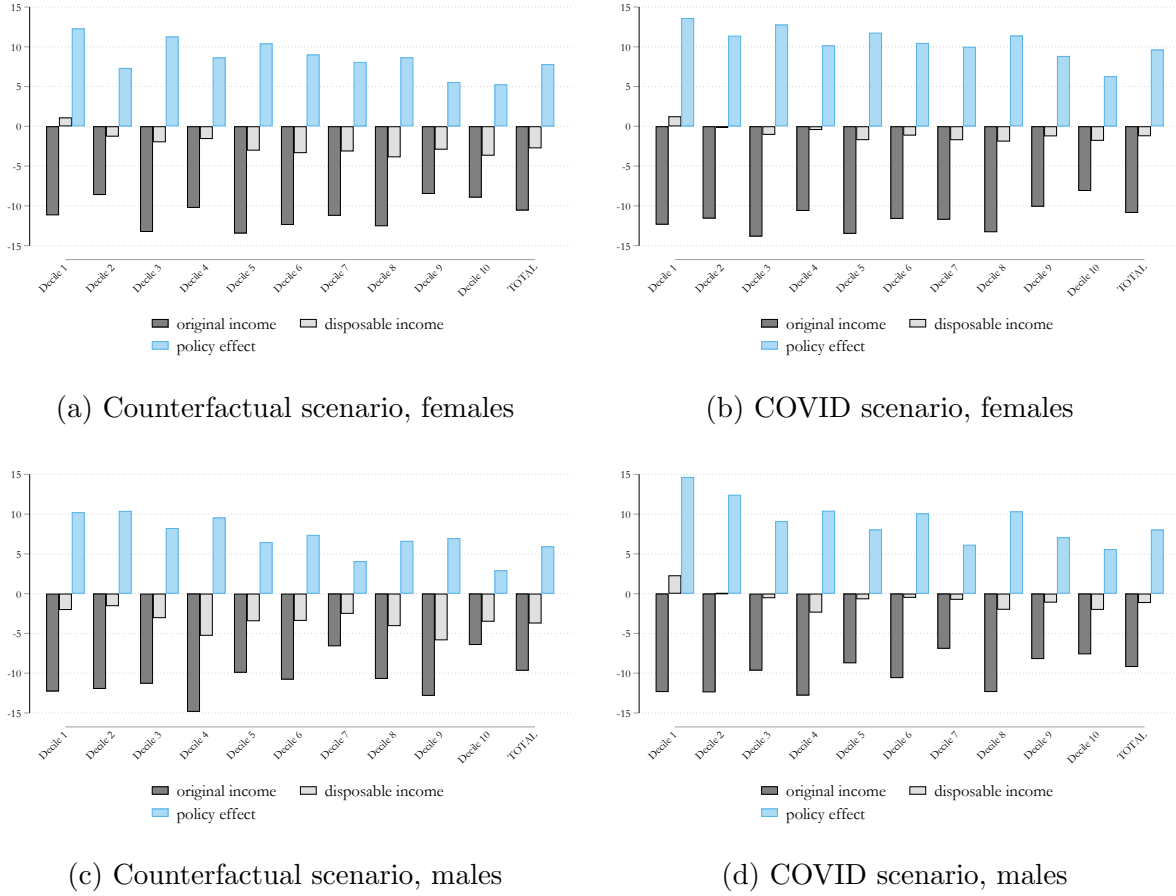 15
10
5
0
-5
-10
-15
Decile 1 Decile 2 Decile 3 Decile 4 Decile 5 Decile 6 Decile 7 Decile 8 Decile 9 Decile 10 TOTAL
original income disposable income
policy effect
(a) Counterfactual scenario, females
15
10
5
0
-5
-10
-15
Decile 1 Decile 2 Decile 3 Decile 4 Decile 5 Decile 6 Decile 7 Decile 8 Decile 9 Decile 10 TOTAL
original income disposable income
policy effect
(b) COVID scenario, females
15
10
5
0
-5
-10
-15
Decile 1 Decile 2 Decile 3 Decile 4 Decile 5 Decile 6 Decile 7 Decile 8 Decile 9 Decile 10 TOTAL
original income disposable income
policy effect
(c) Counterfactual scenario, males
15
10
5
0
-5
-10
-15
Decile 1 Decile 2 Decile 3 Decile 4 Decile 5 Decile 6 Decile 7 Decile 8 Decile 9 Decile 10 TOTAL
original income disposable income
policy effect
(d) COVID scenario, males